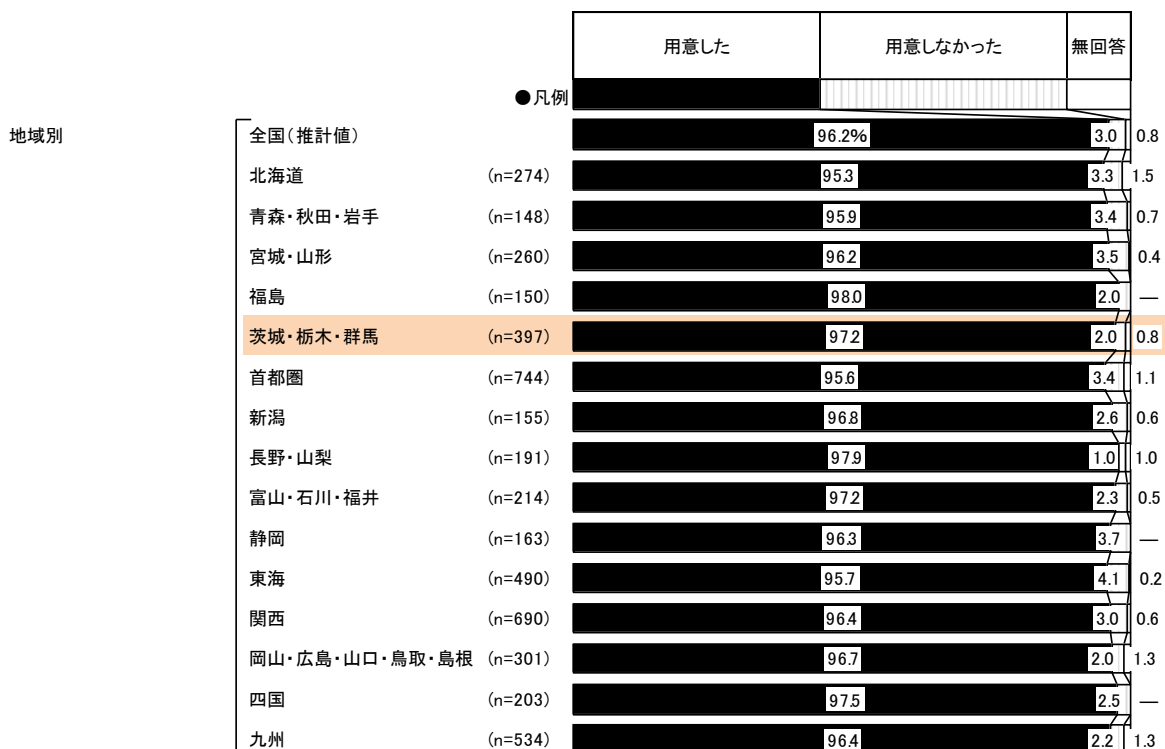 用意した 用意しなかった 無回答
●凡例
地域別 全国(推計値) 96.2% 3.0 0.8
北海道 (n=274) 95.3 3.3 1.5
青森・秋田・岩手 (n=148) 95.9 3.4 0.7
宮城・山形 (n=260) 96.2 3.5 0.4
福島 (n=150) 98.0 2.0 —
茨城・栃木・群馬 (n=397) 97.2 2.0 0.8
首都圏 (n=744) 95.6 3.4 1.1
新潟 (n=155) 96.8 2.6 0.6
長野・山梨 (n=191) 97.9 1.0 1.0
富山・石川・福井 (n=214) 97.2 2.3 0.5
静岡 (n=163) 96.3 3.7 —
東海 (n=490) 95.7 4.1 0.2
関西 (n=690) 96.4 3.0 0.6
岡山・広島・山口・鳥取・島根 (n=301) 96.7 2.0 1.3
四国 (n=203) 97.5 2.5 —
九州 (n=534) 96.4 2.2 1.3